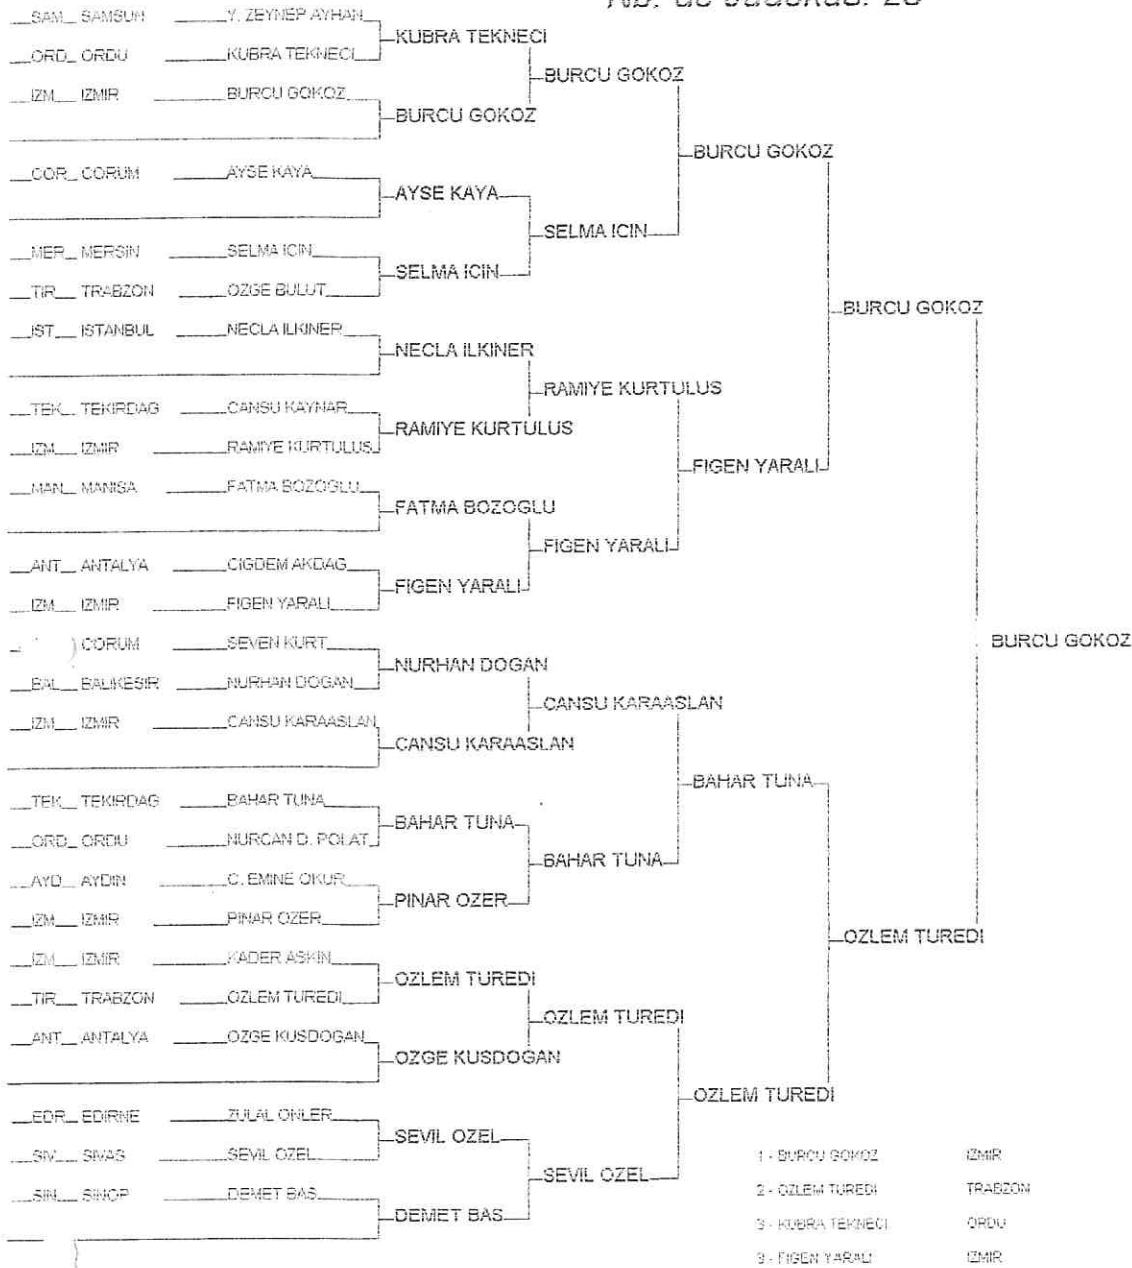 Nb. de Judokas: 25
SAM SAMSUN Y. ZEYNEP AYHAN
KUBRA TEKNECI
ORD ORDU KUBRA TEKNECI
BURCU GOKOZ
IZM IZMIR BURCU GOKOZ
BURCU GOKOZ
BURCU GOKOZ
COR CORUM AYSE KAYA
AYSE KAYA
SELMA ICIN
MER MERSIN SELMA ICIN
SELMA ICIN
TIR TRABZON OZGE BULUT
BURCU GOKOZ
IST ISTANBUL NECLA ILKINER
NECLA ILKINER
RAMIYE KURTULUS
TEK TEKIRDAG CANSU KAYNAR
RAMIYE KURTULUS
IZM IZMIR RAMIYE KURTULUS
FIGEN YARALI
MAN MANISA FATMA BOZOGLU
FATMA BOZOGLU
FIGEN YARALI
ANT ANTALYA CIGDEM AKDAG
FIGEN YARALI
IZM IZMIR FIGEN YARALI
CORUM SEVEN KURT
BURCU GOKOZ
NURHAN DOGAN
BAL BALIKESIR NURHAN DOGAN
CANSU KARAASLAN
IZM IZMIR CANSU KARAASLAN
CANSU KARAASLAN
BAHAR TUNA
TEK TEKIRDAG BAHAR TUNA
BAHAR TUNA
ORD ORDU NURCAN D. POLAT
BAHAR TUNA
AYD AYDIN C. EMINE OKUR
PINAR OZER
IZM IZMIR PINAR OZER
OZLEM TUREDI
IZM IZMIR KADER ASKIN
OZLEM TUREDI
TIR TRABZON OZLEM TUREDI
OZLEM TUREDI
ANT ANTALYA OZGE KUSDOGAN
OZGE KUSDOGAN
OZLEM TUREDI
EDR EDIRNE ZULAL ONLER
SEVIL OZEL
SIV SIVAS SEVIL OZEL
SEVIL OZEL
SIN SINOP DEMET BAS
DEMET BAS
1 - BURCU GOKOZ IZMIR
2 - OZLEM TUREDI TRABZON
3 - KUBRA TEKNECI ORDU
3 - FIGEN YARALI IZMIR